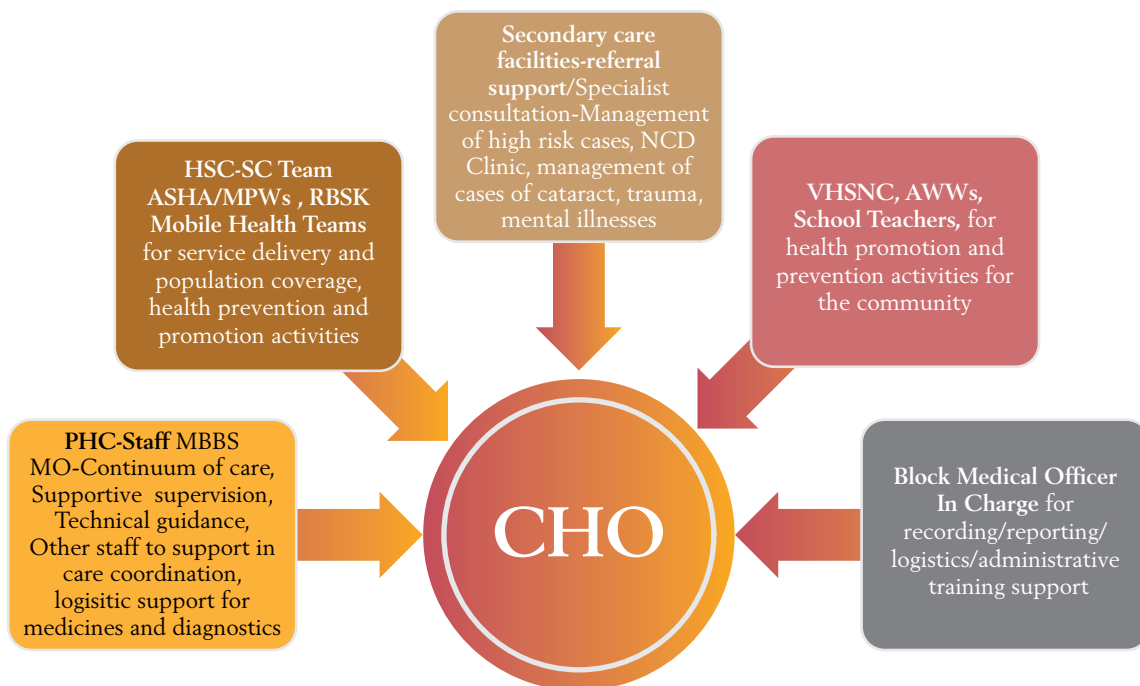 Secondary care
facilities-referral
support/Specialist
consultation-Management
of high risk cases, NCD
Clinic, management of
cases of cataract, trauma,
mental illnesses
HSC-SC Team
ASHA/MPWs , RBSK
Mobile Health Teams
for service delivery and
population coverage,
health prevention and
promotion activities
VHSNC, AWWs,
School Teachers, for
health promotion and
prevention activities for
the community
PHC-Staff MBBS
MO-Continuum of care,
Supportive supervision,
Technical guidance,
Other staff to support in
care coordination,
logisitic support for
medicines and diagnostics
CHO
Block Medical Officer
In Charge for
recording/reporting/
logistics/administrative
training support